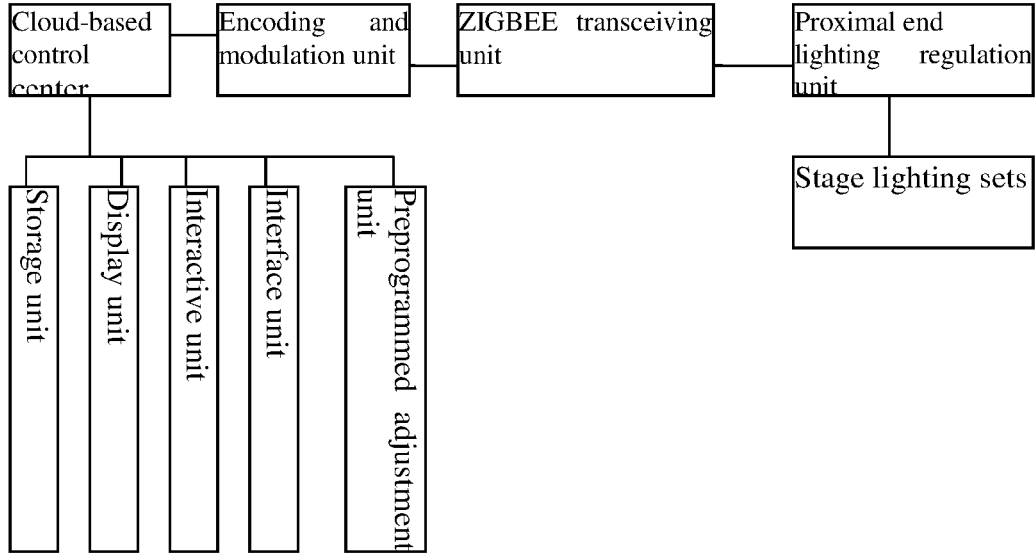 Cloud-based
control
center
Encoding and
modulation unit
ZIGBEE transceiving
unit
Proximal end
lighting regulation
unit
Stage lighting sets
Storage unit
Display unit
Interactive unit
Interface unit
Preprogrammed adjustment
unit